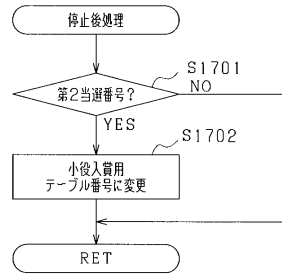 停止後処理
S1701
第2当選番号?
NO
YES
S1702
小役入賞用
テーブル番号に変更
RET